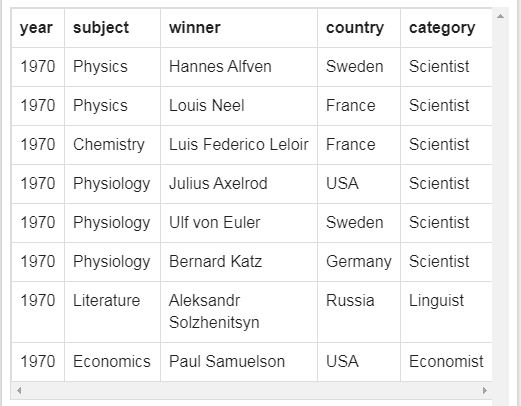 year subject winner country category
1970 Physics Hannes Alfven Sweden Scientist
1970 Physics Louis Neel France Scientist
1970 Chemistry Luis Federico Leloir France Scientist
1970 Physiology Julius Axelrod USA Scientist
1970 Physiology Ulf von Euler Sweden Scientist
1970 Physiology Bernard Katz Germany Scientist
1970 Literature Aleksandr Russia Linguist
Solzhenitsyn
1970 Economics Paul Samuelson USA Economist